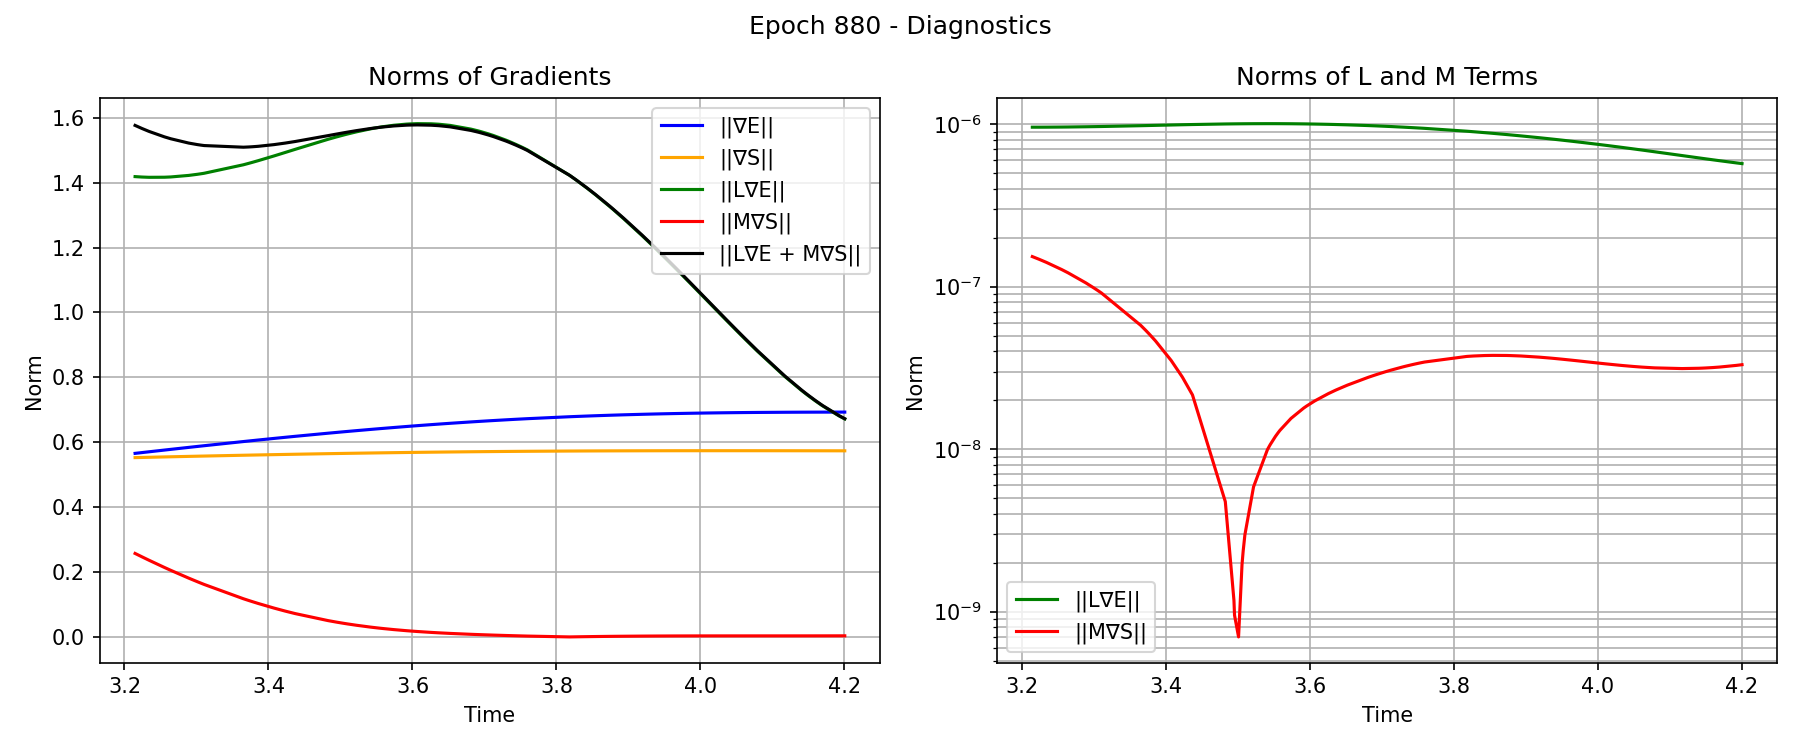 Epoch 880 - Diagnostics
Norms of Gradients
1.6
1.4
1.2
1.0
0.8
0.6
0.4
0.2
0.0
Norm
3.2 3.4 3.6 3.8 4.0 4.2
Time
||∇E||
||∇S||
||L∇E||
||M∇S||
||L∇E + M∇S||
Norms of L and M Terms
10⁻⁶
10⁻⁷
10⁻⁸
10⁻⁹
Norm
3.2 3.4 3.6 3.8 4.0 4.2
Time
||L∇E||
||M∇S||